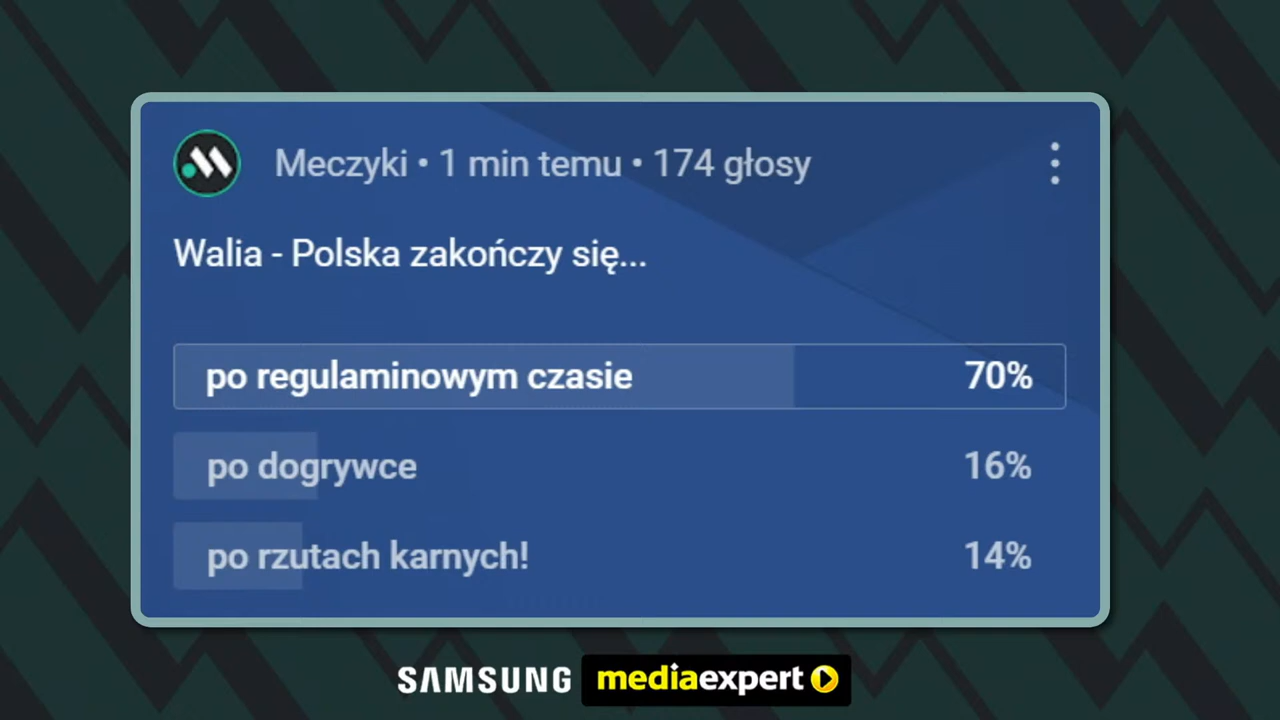 Meczyki • 1 min temu • 174 głosy
Walia - Polska zakończy się...
po regulaminowym czasie 70%
po dogrywce 16%
po rzutach karnych! 14%
SAMSUNG mediaexpert